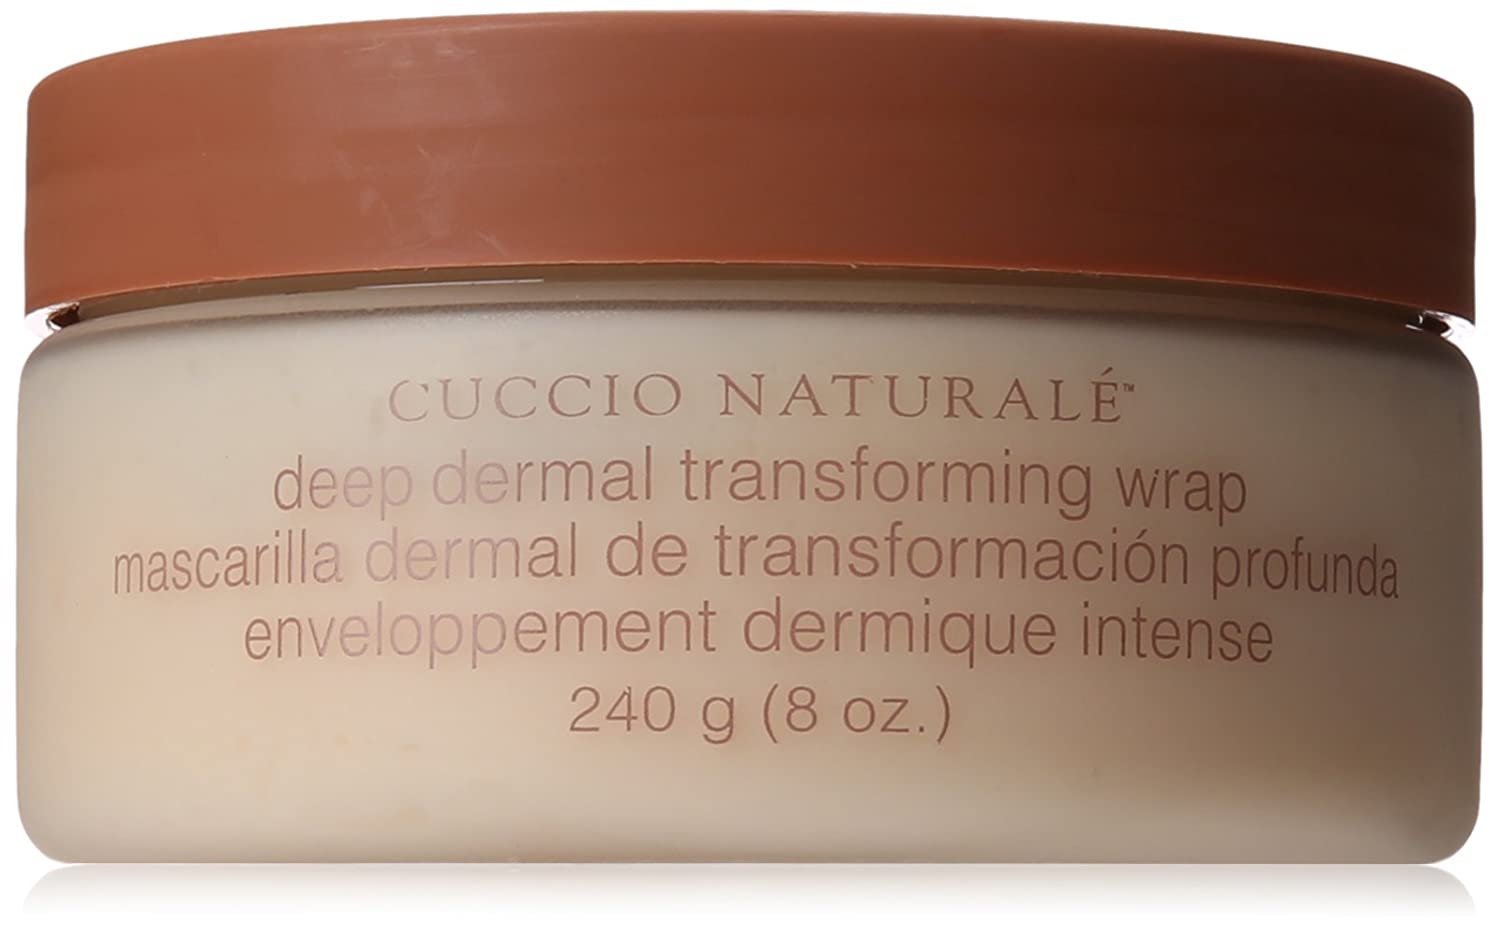 CUCCIO NATURALÉ™
deep dermal transforming wrap
mascarilla dermal de transformación profunda
enveloppement dermique intense
240 g (8 oz.)